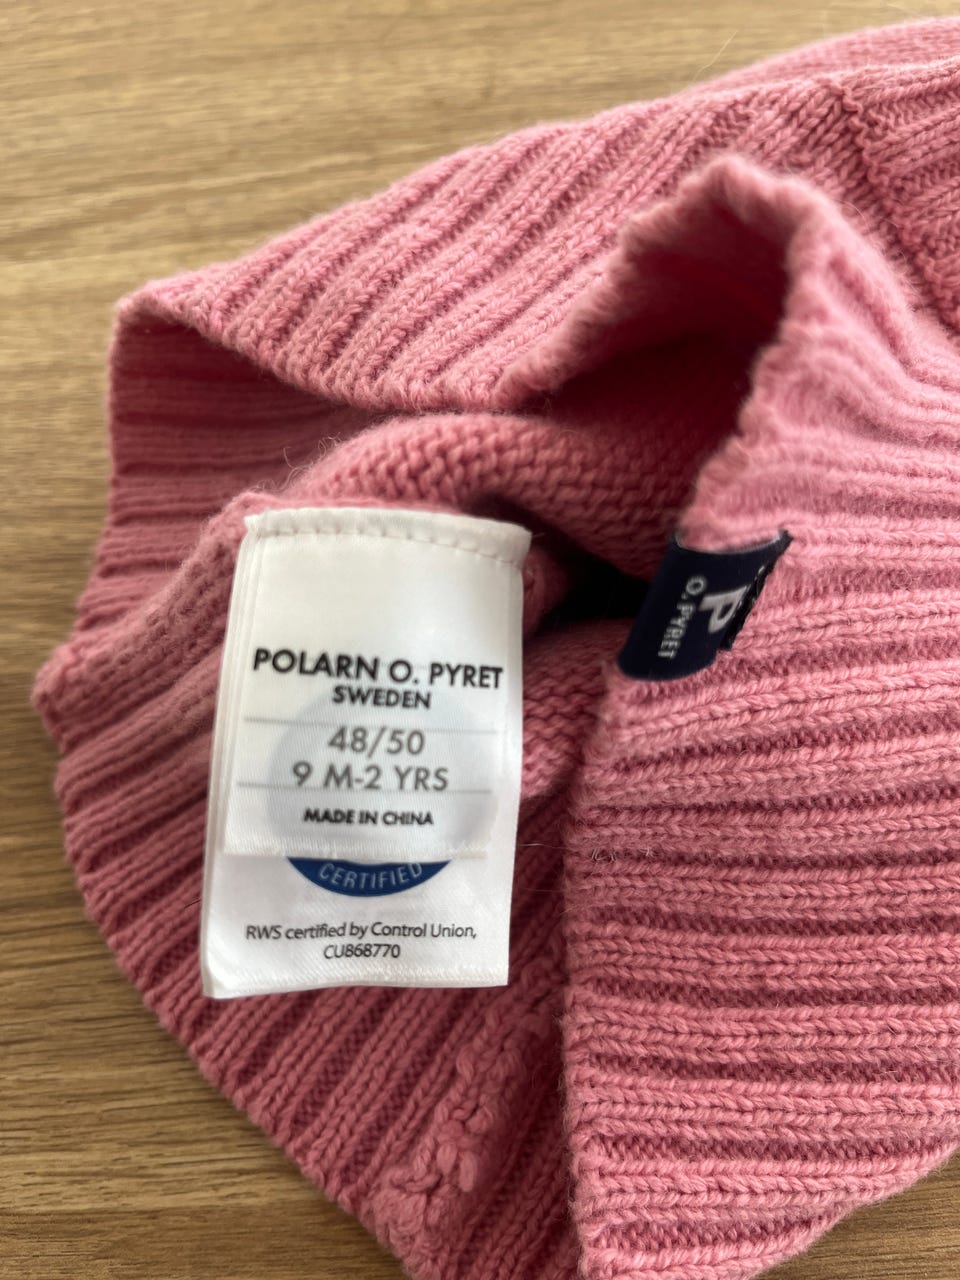 POLARN O. PYRET
SWEDEN
48/50
9 M-2 YRS
MADE IN CHINA
CERTIFIED
RWS certified by Control Union,
CU868770
P
O. PYRET